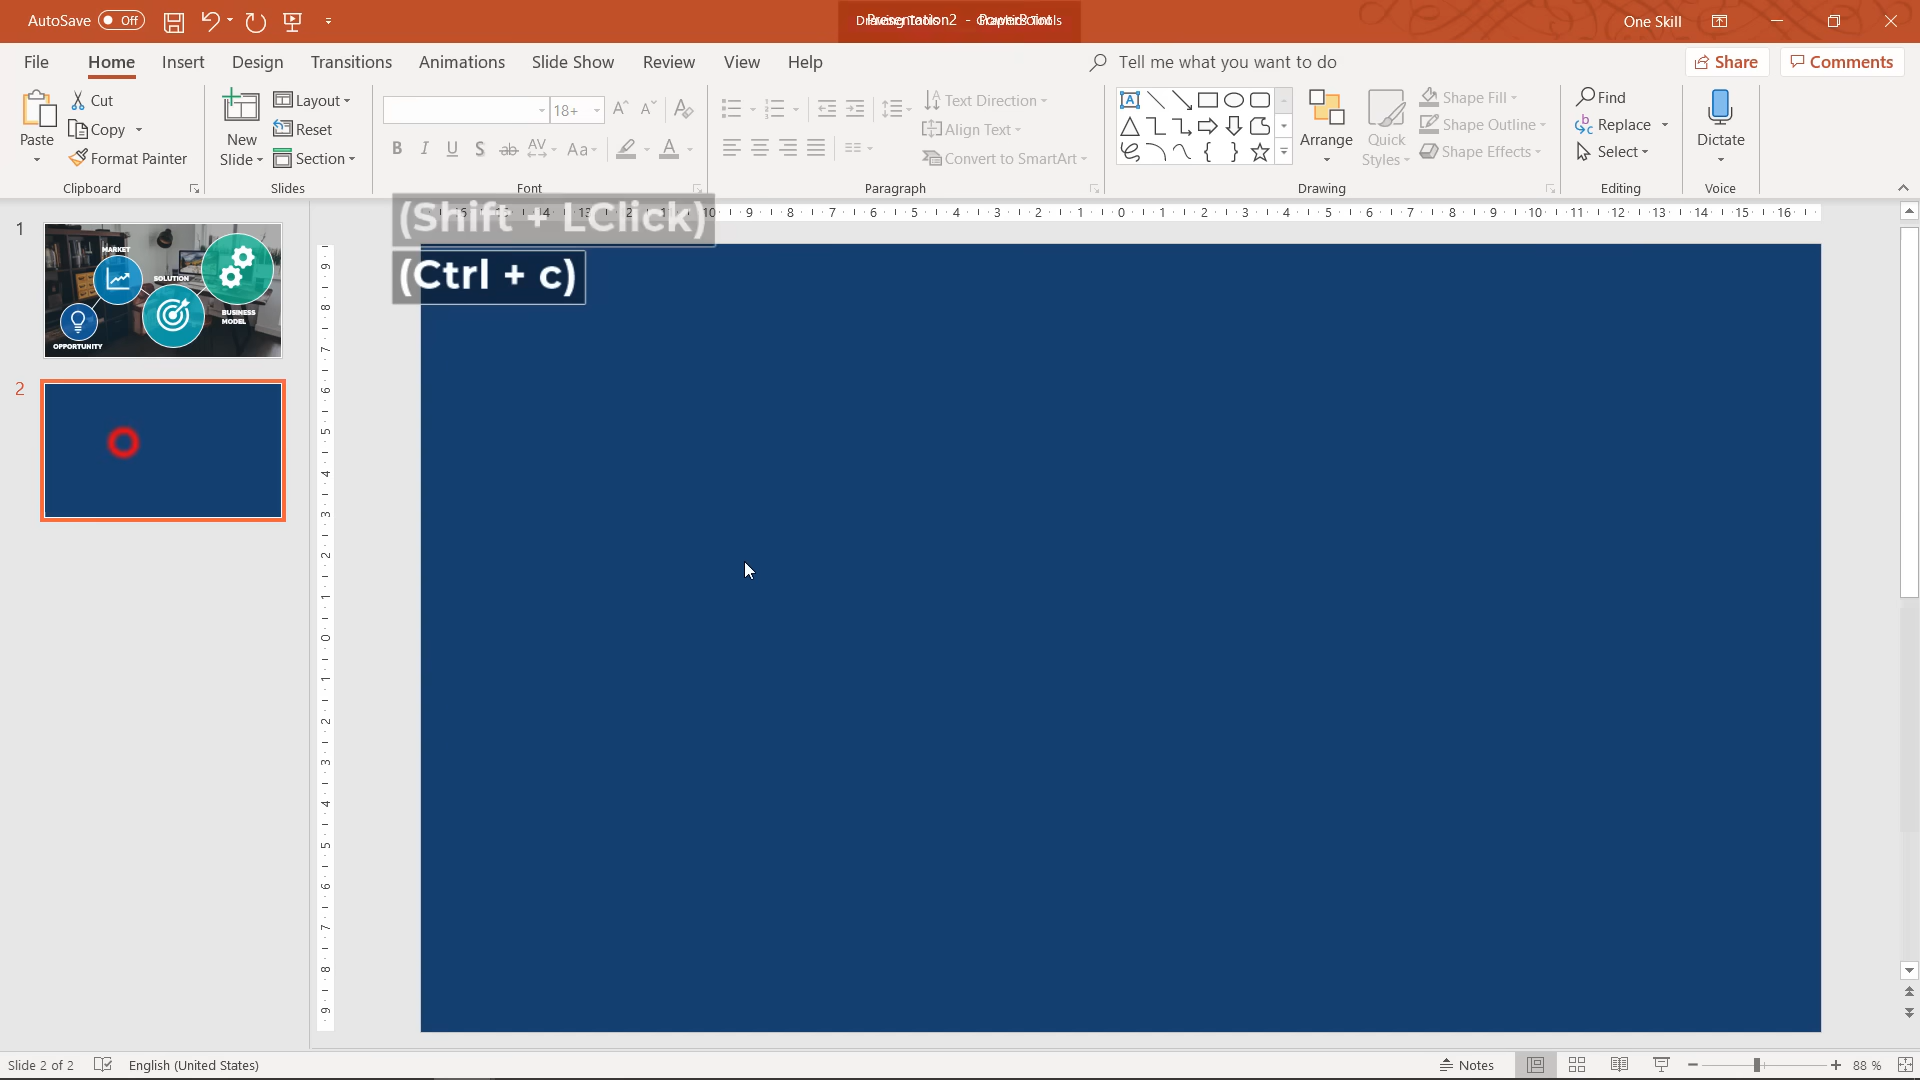 AutoSave Off
Presentation2 - PowerPoint
One Skill
File Home Insert Design Transitions Animations Slide Show Review View Help
Tell me what you want to do
Share Comments
Paste
Cut
Copy
Format Painter
Clipboard
New
Slide
Layout
Reset
Section
Slides
18+
Font
Text Direction
Align Text
Convert to SmartArt
Paragraph
Arrange
Quick
Styles
Shape Fill
Shape Outline
Shape Effects
Drawing
Find
Replace
Select
Editing
Dictate
Voice
(Shift + LClick)
(Ctrl + c)
1
MARKET
SOLUTION
BUSINESS
MODEL
OPPORTUNITY
2
Slide 2 of 2
English (United States)
Notes
88 %